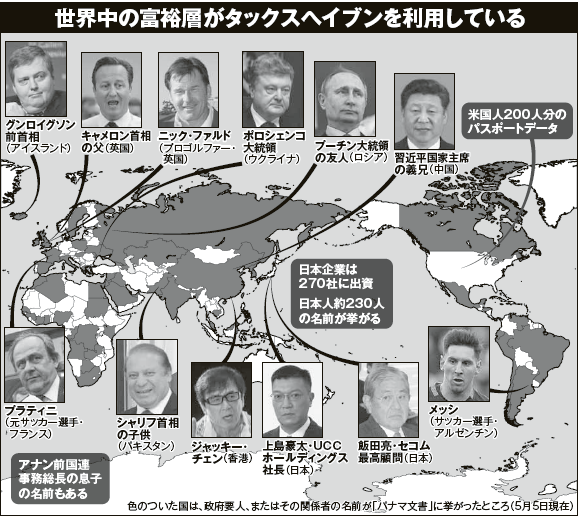 世界中の富裕層がタックスヘイブンを利用している
グンロイグソン
前首相
(アイスランド)
キャメロン首相
の父(英国)
ニック・ファルド
(プロゴルファー・
英国)
ポロシェンコ
大統領
(ウクライナ)
プーチン大統領
の友人(ロシア)
習近平国家主席
の義兄(中国)
米国人200人分の
パスポートデータ
日本企業は
270社に出資
日本人約230人
の名前が挙がる
プラティニ
(元サッカー選手・
フランス)
シャリフ首相
の子供
(パキスタン)
ジャッキー・
チェン(香港)
上島豪太・UCC
ホールディングス
社長(日本)
飯田亮・セコム
最高顧問(日本)
メッシ
(サッカー選手・
アルゼンチン)
アナン前国連
事務総長の息子
の名前もある
色のついた国は、政府要人、またはその関係者の名前が「パナマ文書」に挙がったところ(5月5日現在)